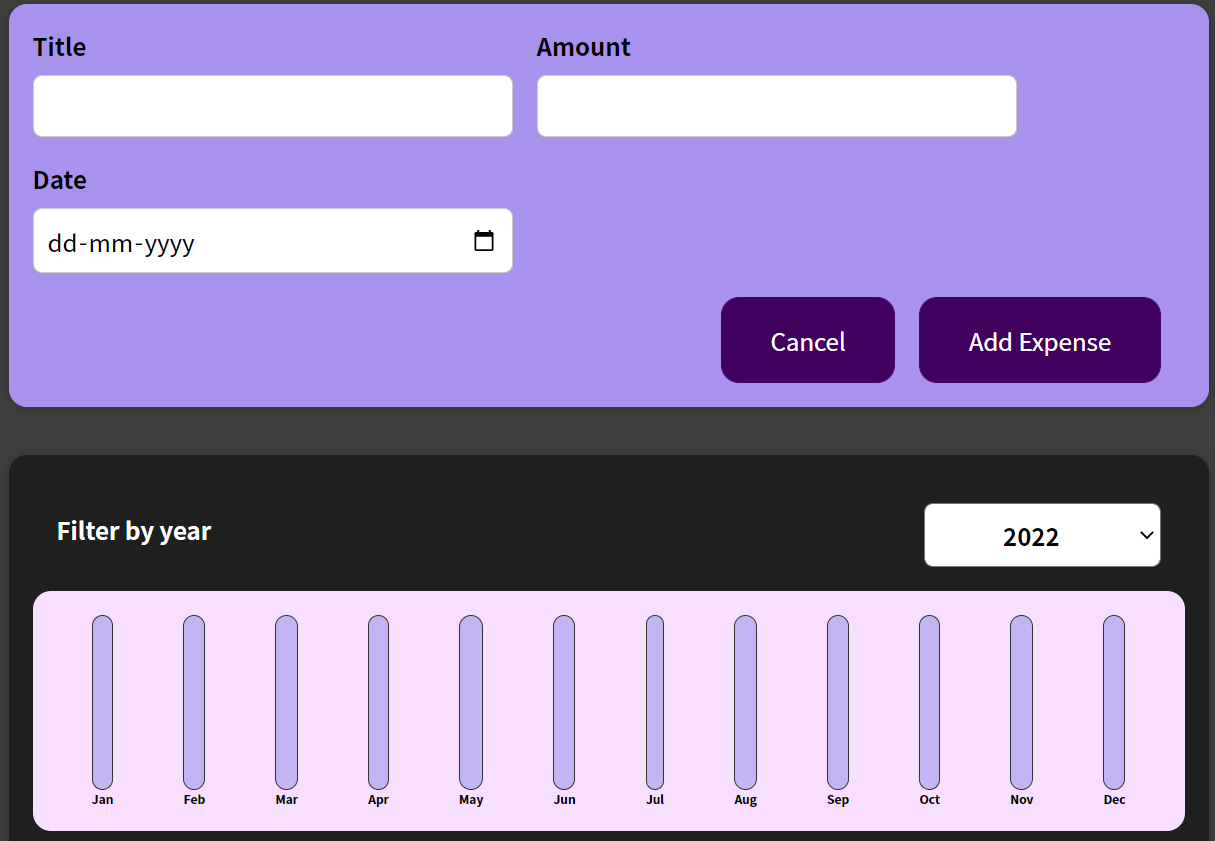 Title Amount
Date
dd-mm-yyyy
Cancel Add Expense
Filter by year 2022
Jan Feb Mar Apr May Jun Jul Aug Sep Oct Nov Dec